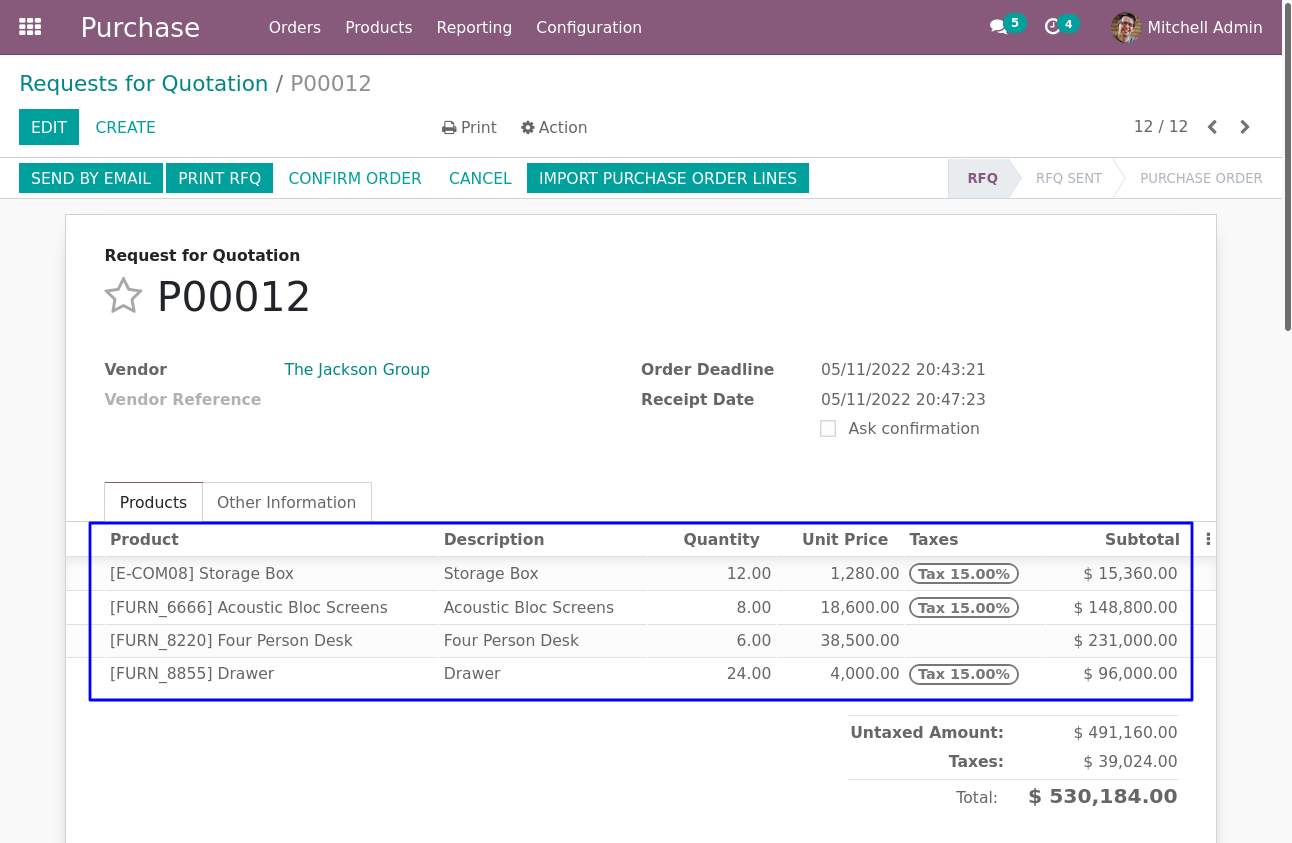 Purchase Orders Products Reporting Configuration 5 4 Mitchell Admin
Requests for Quotation / P00012
EDIT CREATE Print Action 12 / 12
SEND BY EMAIL PRINT RFQ CONFIRM ORDER CANCEL IMPORT PURCHASE ORDER LINES RFQ RFQ SENT PURCHASE ORDER
Request for Quotation
P00012
Vendor The Jackson Group Order Deadline 05/11/2022 20:43:21
Vendor Reference Receipt Date 05/11/2022 20:47:23
Ask confirmation
Products Other Information
Product Description Quantity Unit Price Taxes Subtotal
[E-COM08] Storage Box Storage Box 12.00 1,280.00 Tax 15.00% $ 15,360.00
[FURN_6666] Acoustic Bloc Screens Acoustic Bloc Screens 8.00 18,600.00 Tax 15.00% $ 148,800.00
[FURN_8220] Four Person Desk Four Person Desk 6.00 38,500.00 $ 231,000.00
[FURN_8855] Drawer Drawer 24.00 4,000.00 Tax 15.00% $ 96,000.00
Untaxed Amount: $ 491,160.00
Taxes: $ 39,024.00
Total: $ 530,184.00